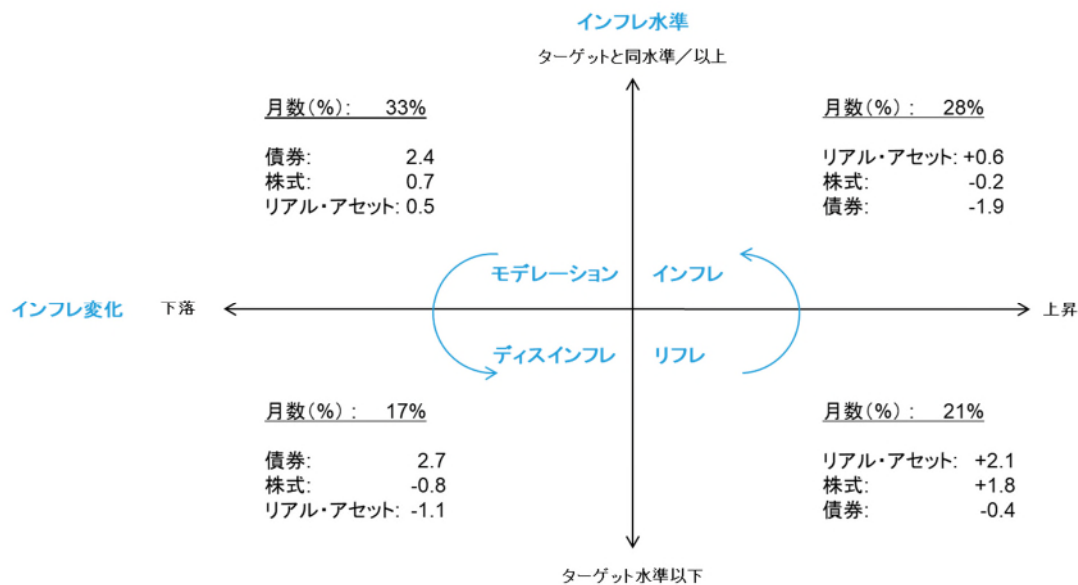 インフレ水準
ターゲットと同水準／以上
月数(%)： 33%
債券: 2.4
株式: 0.7
リアル・アセット: 0.5
月数(%)： 28%
リアル・アセット: +0.6
株式: -0.2
債券: -1.9
モデレーション
インフレ
インフレ変化
下落
上昇
ディスインフレ
リフレ
月数(%)： 17%
債券: 2.7
株式: -0.8
リアル・アセット: -1.1
月数(%)： 21%
リアル・アセット: +2.1
株式: +1.8
債券: -0.4
ターゲット水準以下